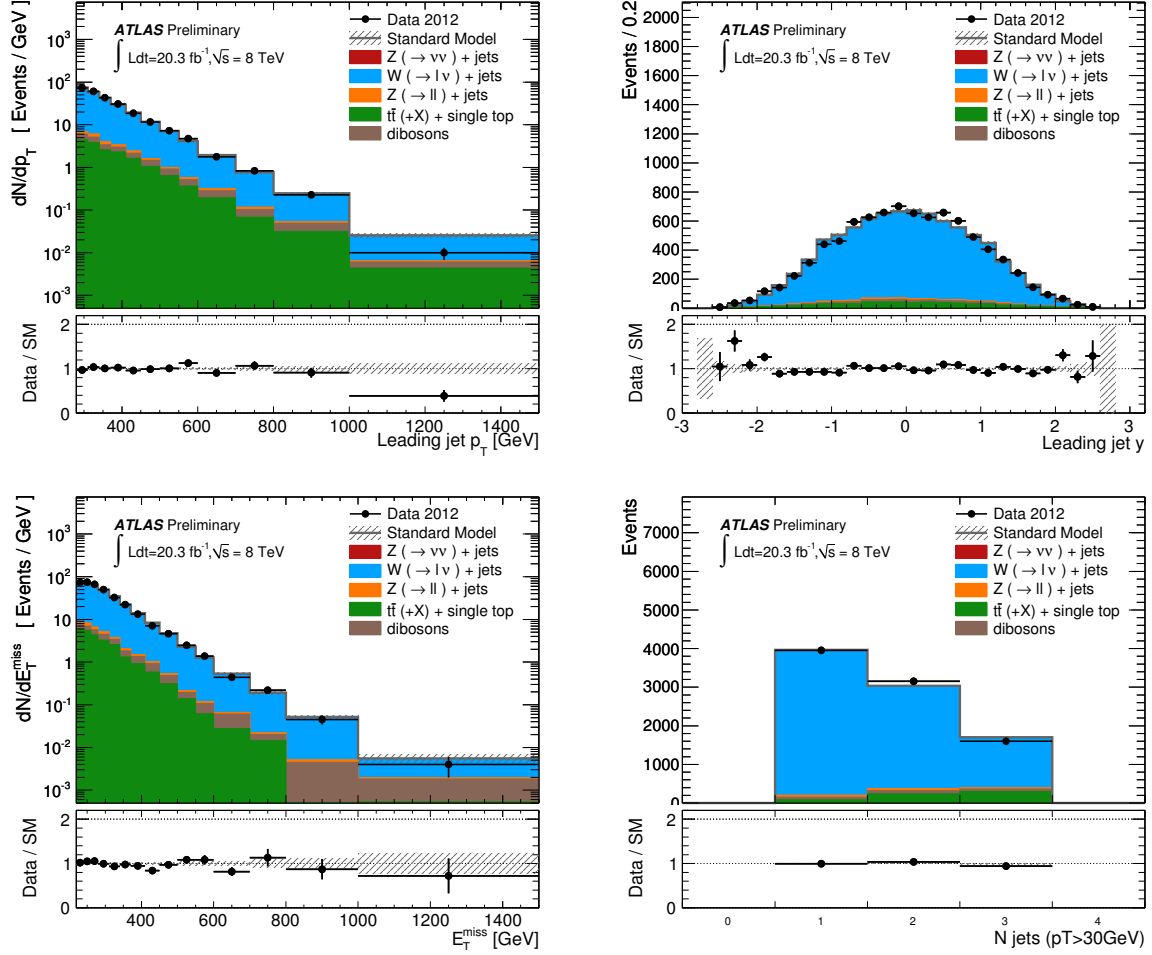 dN/dp_T [ Events / GeV ]
ATLAS Preliminary
∫ Ldt=20.3 fb⁻¹,√s = 8 TeV
Data 2012
Standard Model
Z ( → νν ) + jets
W ( → l ν ) + jets
Z ( → ll ) + jets
tt̄ (+X) + single top
dibosons
10³
10²
10
1
10⁻¹
10⁻²
10⁻³
Data / SM
2
1
0
400 600 800 1000 1200 1400
Leading jet p_T [GeV]
Events / 0.2
ATLAS Preliminary
∫ Ldt=20.3 fb⁻¹,√s = 8 TeV
Data 2012
Standard Model
Z ( → νν ) + jets
W ( → l ν ) + jets
Z ( → ll ) + jets
tt̄ (+X) + single top
dibosons
2000
1800
1600
1400
1200
1000
800
600
400
200
0
Data / SM
2
1
0
-3 -2 -1 0 1 2 3
Leading jet y
dN/dE_T^miss [ Events / GeV ]
ATLAS Preliminary
∫ Ldt=20.3 fb⁻¹,√s = 8 TeV
Data 2012
Standard Model
Z ( → νν ) + jets
W ( → l ν ) + jets
Z ( → ll ) + jets
tt̄ (+X) + single top
dibosons
10³
10²
10
1
10⁻¹
10⁻²
10⁻³
Data / SM
2
1
0
400 600 800 1000 1200 1400
E_T^miss [GeV]
Events
ATLAS Preliminary
∫ Ldt=20.3 fb⁻¹,√s = 8 TeV
Data 2012
Standard Model
Z ( → νν ) + jets
W ( → l ν ) + jets
Z ( → ll ) + jets
tt̄ (+X) + single top
dibosons
7000
6000
5000
4000
3000
2000
1000
0
Data / SM
2
1
0
0 1 2 3 4
N jets (pT>30GeV)